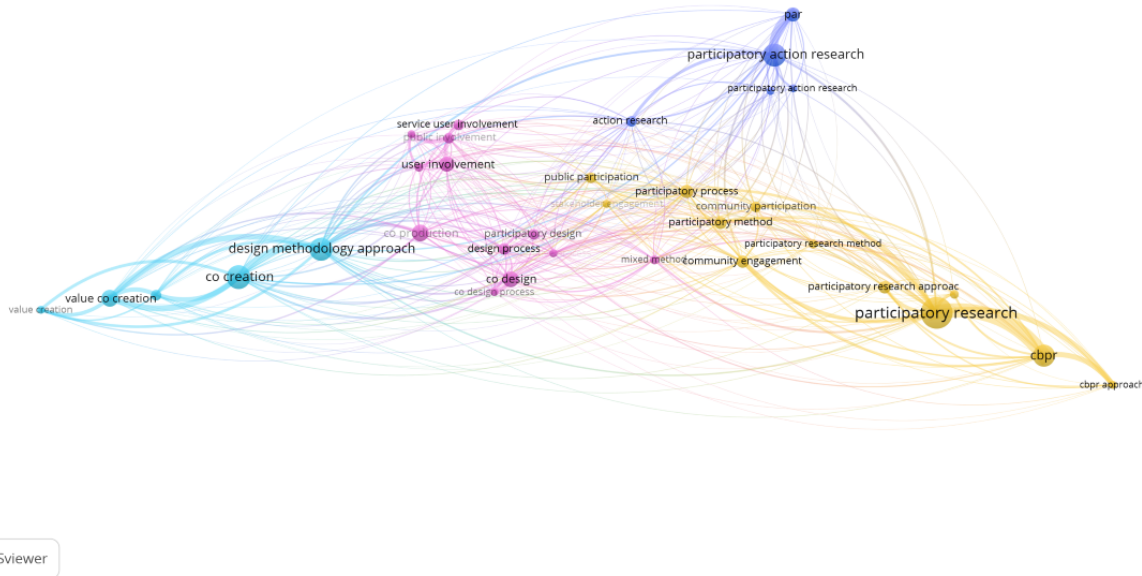 par
participatory action research
participatory action research
action research
service user involvement
public involvement
user involvement
public participation
participatory process
stakeholder engagement
community participation
participatory method
co production
participatory design
participatory research method
design methodology approach
design process
mixed method
community engagement
co creation
co design
participatory research approac
co design process
value co creation
value creation
participatory research
cbpr
cbpr approach
Sviewer